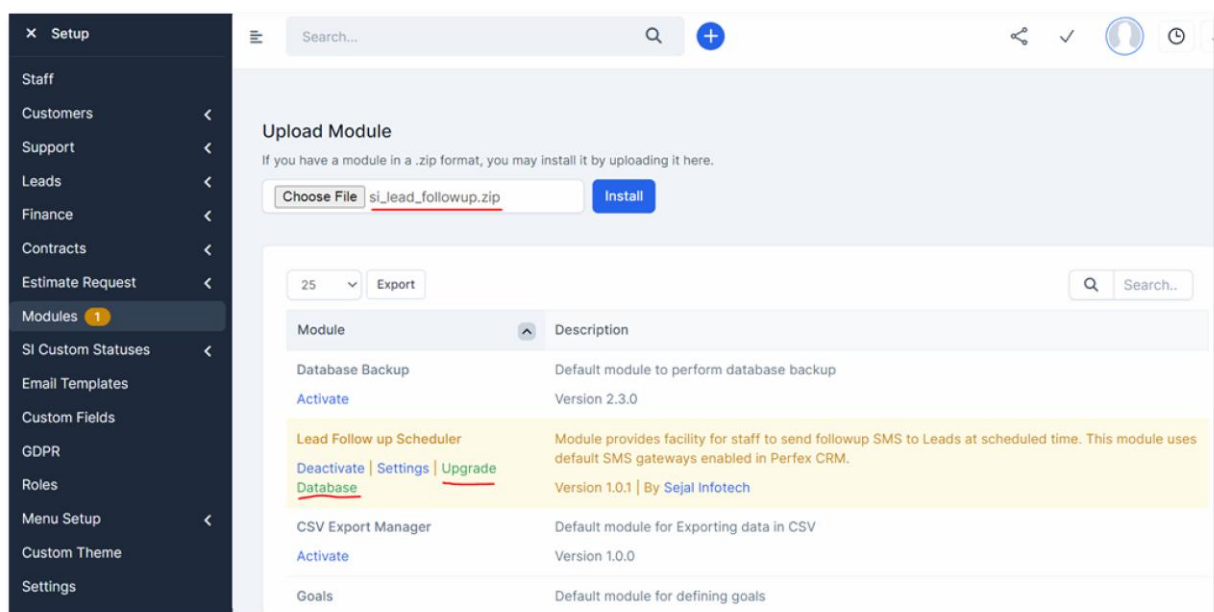 × Setup
Search...
Staff
Customers
Support
Leads
Finance
Contracts
Estimate Request
Modules 1
SI Custom Statuses
Email Templates
Custom Fields
GDPR
Roles
Menu Setup
Custom Theme
Settings
Upload Module
If you have a module in a .zip format, you may install it by uploading it here.
Choose File si_lead_followup.zip Install
25 Export Search..
Module Description
Database Backup Default module to perform database backup
Activate Version 2.3.0
Lead Follow up Scheduler Module provides facility for staff to send followup SMS to Leads at scheduled time. This module uses
default SMS gateways enabled in Perfex CRM.
Deactivate | Settings | Upgrade
Database Version 1.0.1 | By Sejal Infotech
CSV Export Manager Default module for Exporting data in CSV
Activate Version 1.0.0
Goals Default module for defining goals